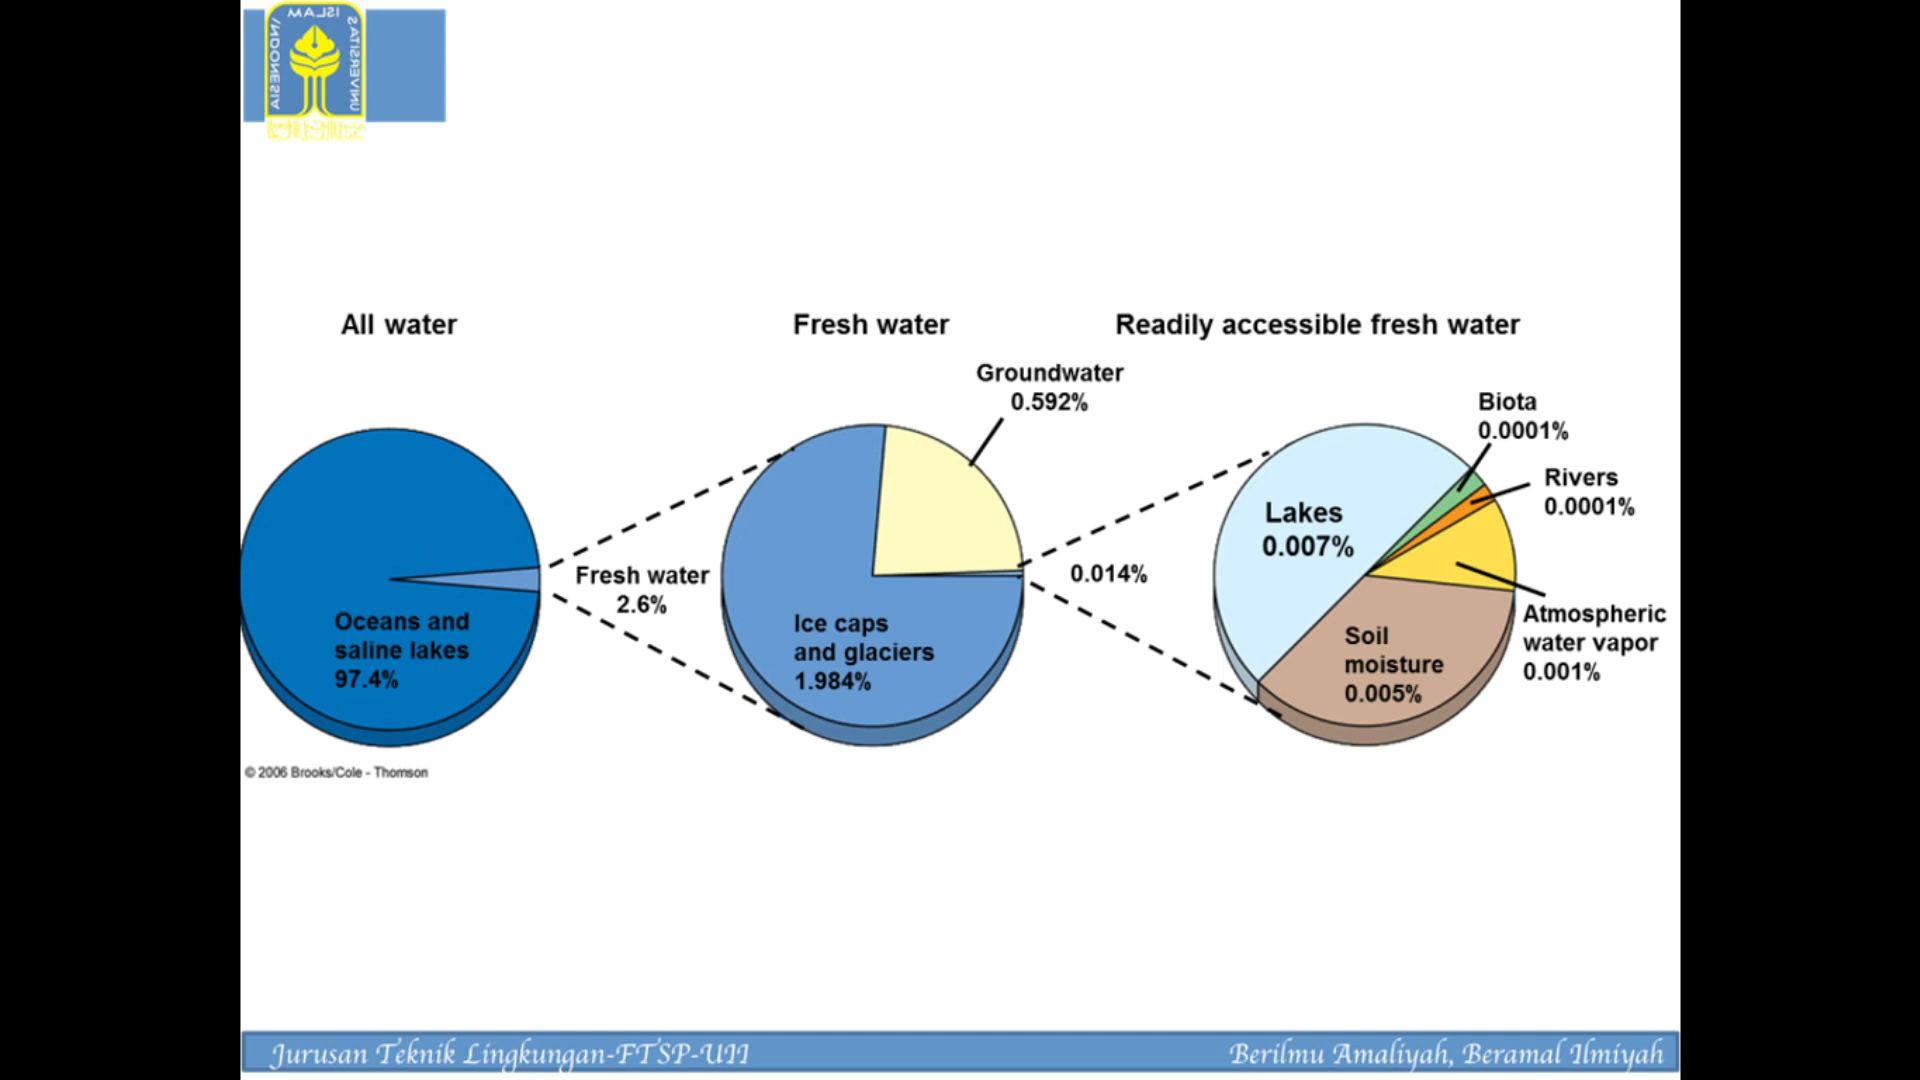 ISLAM
UNIVERSITAS
INDONESIA
All water
Fresh water
Readily accessible fresh water
Groundwater
0.592%
Biota
0.0001%
Rivers
0.0001%
Lakes
0.007%
Fresh water
2.6%
0.014%
Oceans and
saline lakes
97.4%
Ice caps
and glaciers
1.984%
Soil
moisture
0.005%
Atmospheric
water vapor
0.001%
© 2006 Brooks/Cole - Thomson
Jurusan Teknik Lingkungan-FTSP-UII
Berilmu Amaliyah, Beramal Ilmiyah